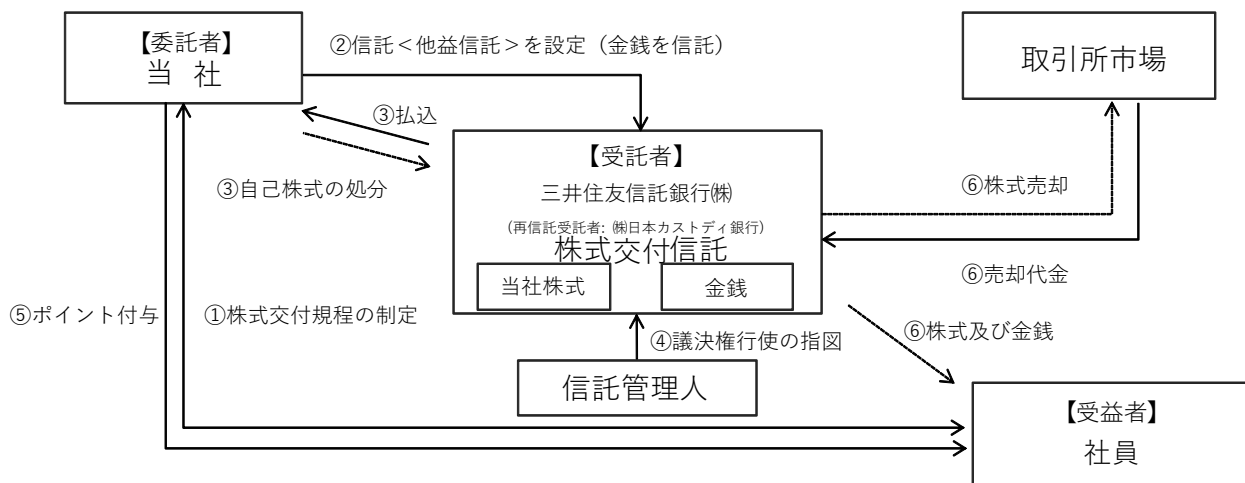 【委託者】
当 社
②信託＜他益信託＞を設定（金銭を信託）
取引所市場
③払込
③自己株式の処分
【受託者】
三井住友信託銀行㈱
(再信託受託者: ㈱日本カストディ銀行)
株式交付信託
当社株式
金銭
⑥株式売却
⑥売却代金
⑤ポイント付与
①株式交付規程の制定
④議決権行使の指図
⑥株式及び金銭
信託管理人
【受益者】
社員